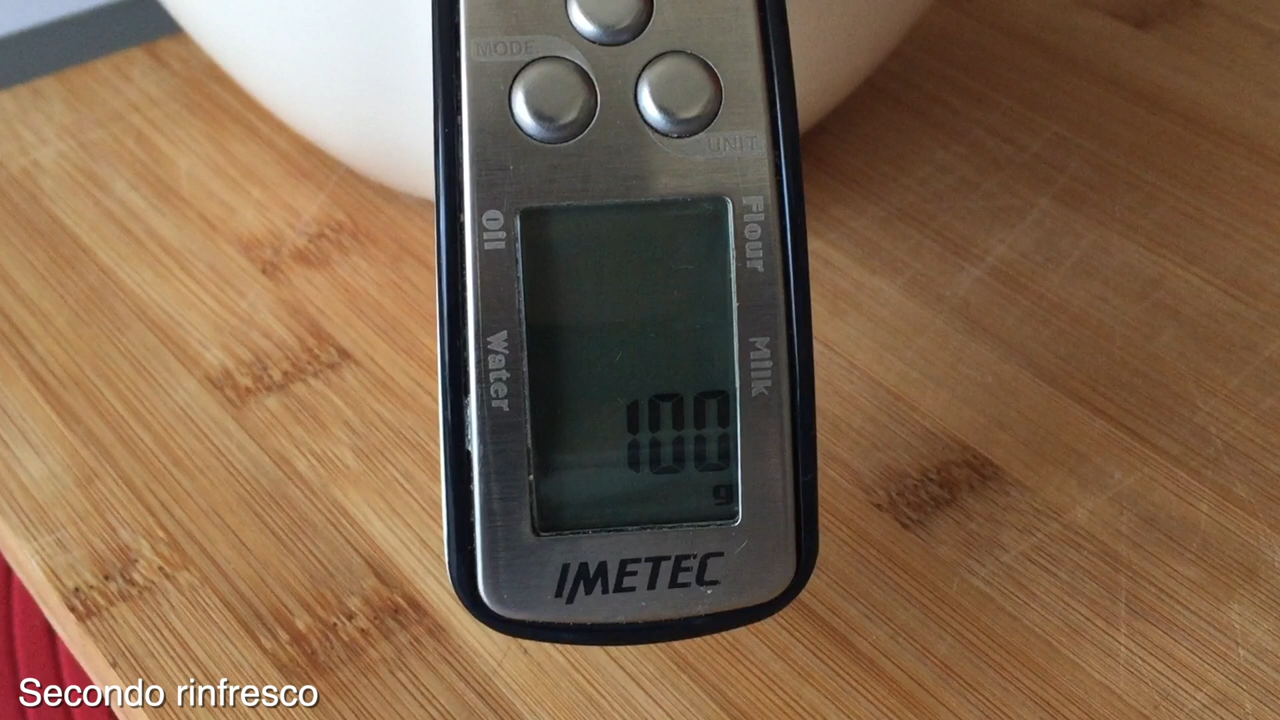 MODE
UNIT
Oil
Flour
Water
Milk
100
g
IMETEC
Secondo rinfresco